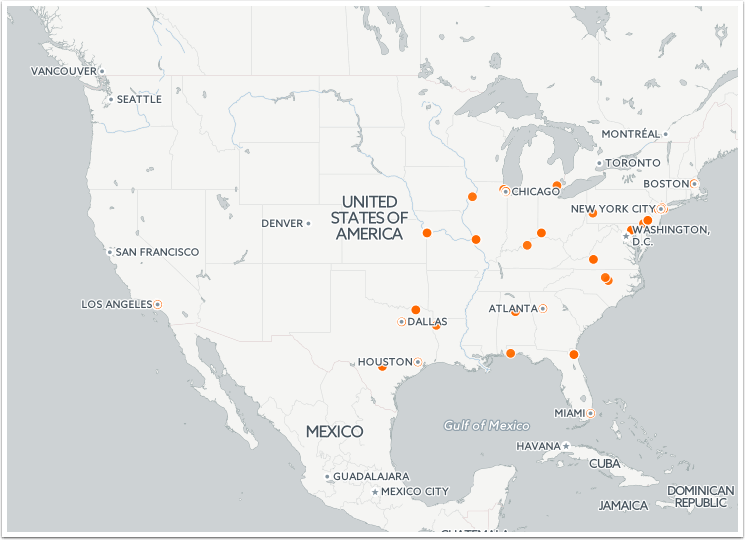 VANCOUVER
SEATTLE
MONTRÉAL
TORONTO
BOSTON
CHICAGO
NEW YORK CITY
UNITED
STATES OF
AMERICA
DENVER
WASHINGTON,
D.C.
SAN FRANCISCO
LOS ANGELES
ATLANTA
DALLAS
HOUSTON
MIAMI
Gulf of Mexico
MEXICO
HAVANA
CUBA
GUADALAJARA
MEXICO CITY
DOMINICAN
REPUBLIC
JAMAICA
GUATEMALA